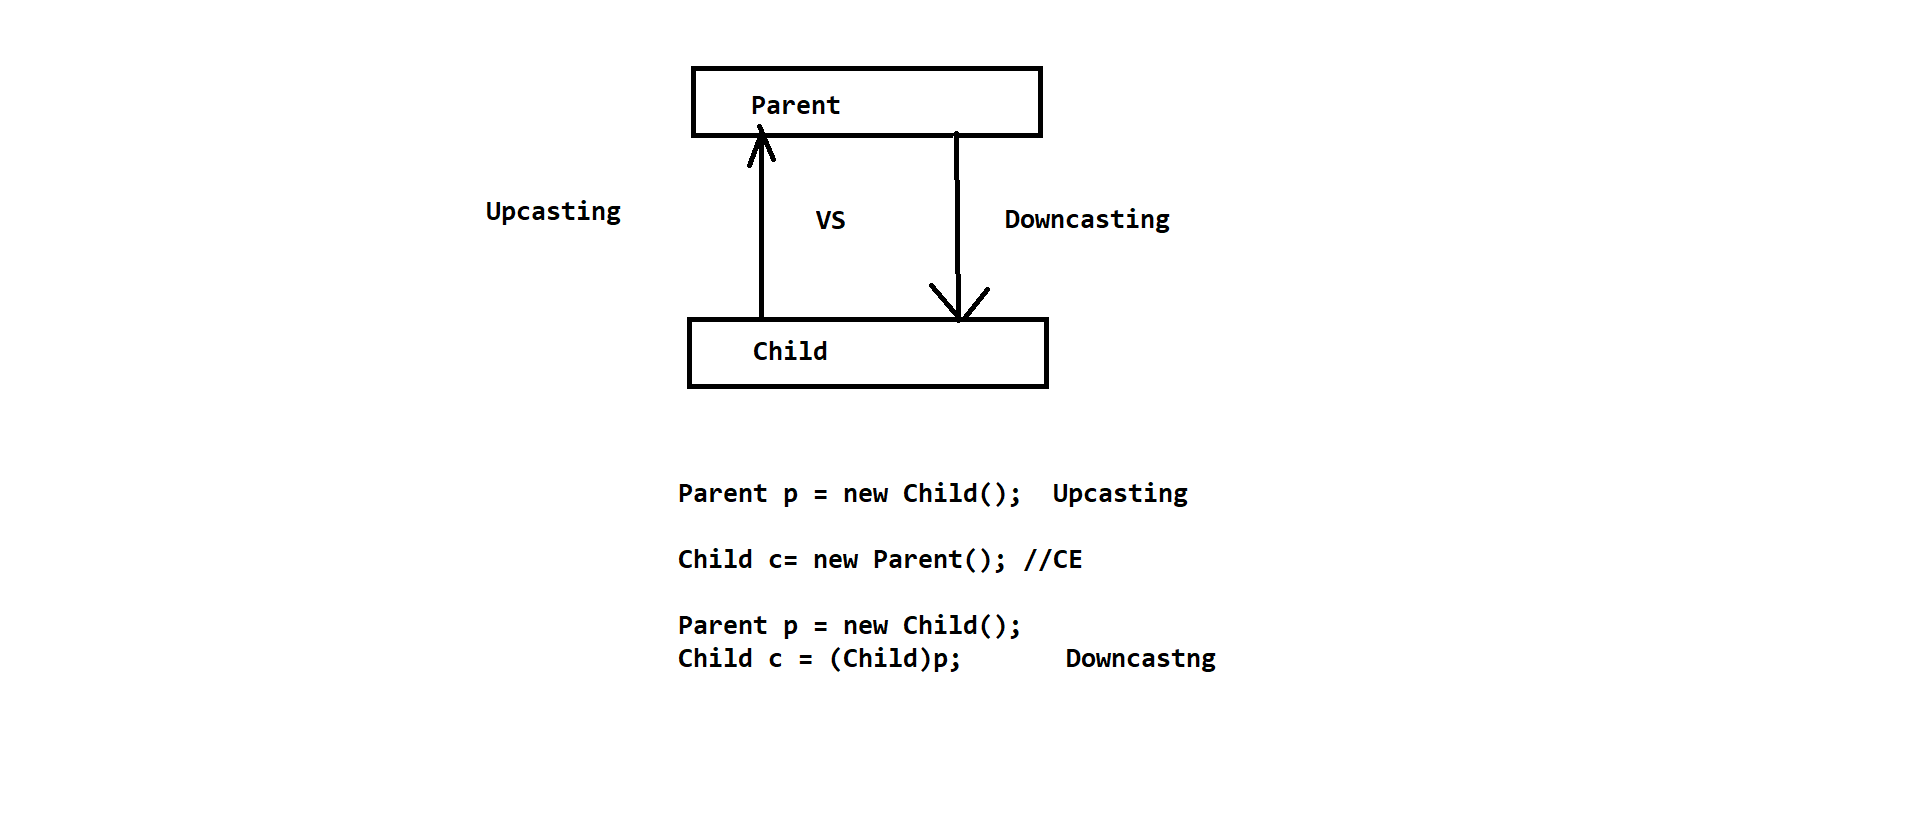 Parent
Upcasting
VS
Downcasting
Child
Parent p = new Child();  Upcasting
Child c= new Parent(); //CE
Parent p = new Child();
Child c = (Child)p;       Downcastng